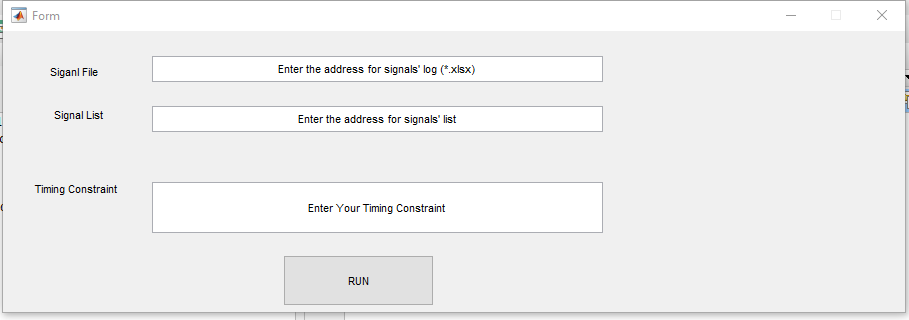 Form
Siganl File
Enter the address for signals' log (*.xlsx)
Signal List
Enter the address for signals' list
Timing Constraint
Enter Your Timing Constraint
RUN